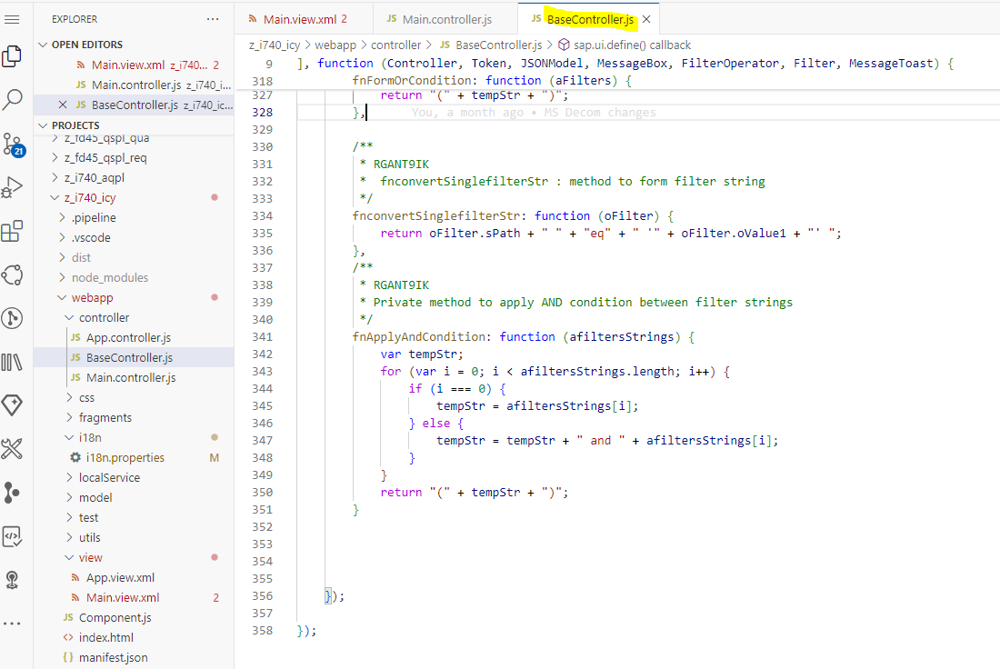 EXPLORER
...
OPEN EDITORS
Main.view.xml z_i740... 2
JS Main.controller.js z_i740_i...
JS BaseController.js z_i740_ic...
PROJECTS
z_fd45_qspl_qua
z_fd45_qspl_req
z_i740_aqpl
z_i740_icy
.pipeline
.vscode
dist
node_modules
webapp
controller
JS App.controller.js
JS BaseController.js
JS Main.controller.js
css
fragments
i18n
i18n.properties M
localService
model
test
utils
view
App.view.xml
Main.view.xml 2
JS Component.js
<> index.html
{} manifest.json
21
Main.view.xml 2
JS Main.controller.js
JS BaseController.js
z_i740_icy > webapp > controller > JS BaseController.js > sap.ui.define() callback
9 ], function (Controller, Token, JSONModel, MessageBox, FilterOperator, Filter, MessageToast) {
318 fnFormOrCondition: function (aFilters) {
327 return "(" + tempStr + ")";
328 }, You, a month ago • MS Decom changes
329
330 /**
331 * RGANT9IK
332 * fnconvertSinglefilterStr : method to form filter string
333 */
334 fnconvertSinglefilterStr: function (oFilter) {
335 return oFilter.sPath + " " + "eq" + " '" + oFilter.oValue1 + "' ";
336 },
337 /**
338 * RGANT9IK
339 * Private method to apply AND condition between filter strings
340 */
341 fnApplyAndCondition: function (afiltersStrings) {
342 var tempStr;
343 for (var i = 0; i < afiltersStrings.length; i++) {
344 if (i === 0) {
345 tempStr = afiltersStrings[i];
346 } else {
347 tempStr = tempStr + " and " + afiltersStrings[i];
348 }
349 }
350 return "(" + tempStr + ")";
351 }
352
353
354
355
356 });
357
358 });